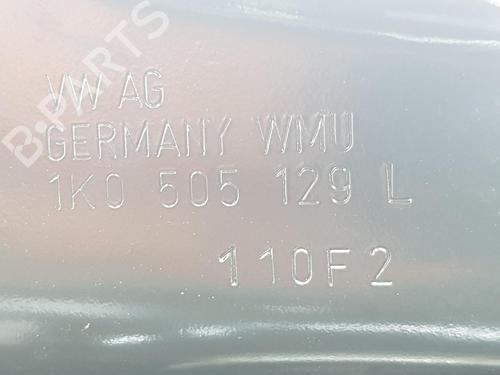 B-PARTS
VW AG
GERMANY WMU
1K0 505 129 L
110F2